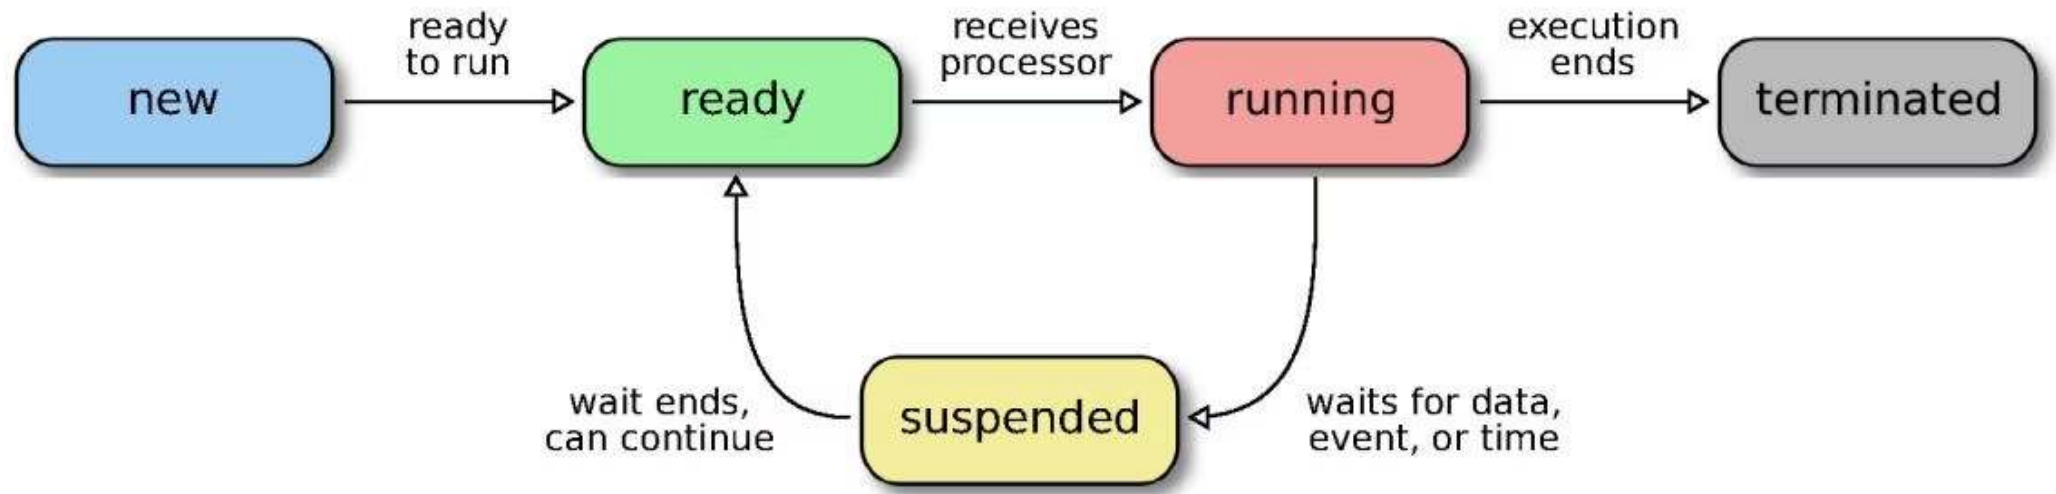 ready
to run
receives
processor
execution
ends
new
ready
running
terminated
wait ends,
can continue
suspended
waits for data,
event, or time